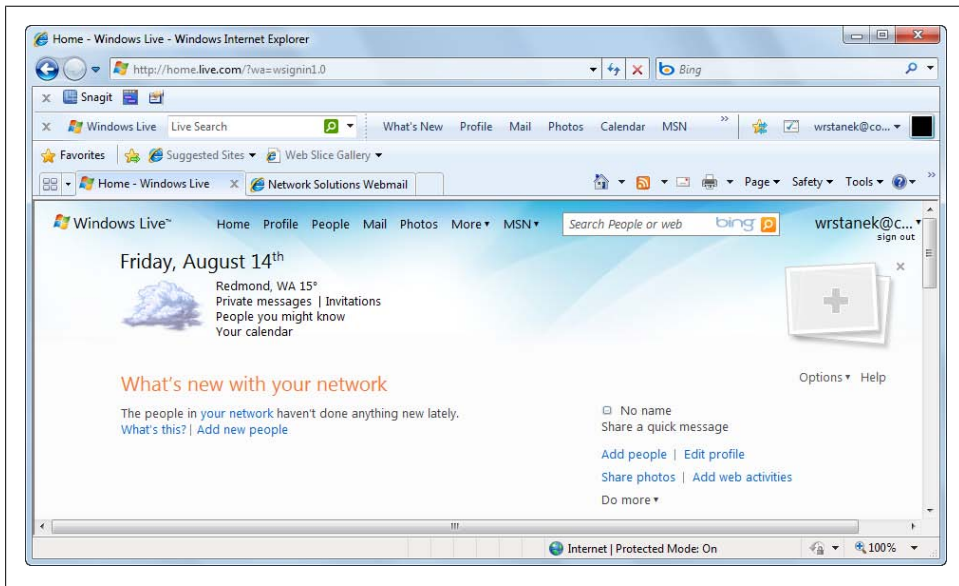 Home - Windows Live - Windows Internet Explorer
http://home.live.com/?wa=wsignin1.0
Bing
x Snagit
x Windows Live Live Search What's New Profile Mail Photos Calendar MSN » wrstanek@co...
Favorites Suggested Sites Web Slice Gallery
Home - Windows Live x Network Solutions Webmail Page Safety Tools »
Windows Live™ Home Profile People Mail Photos More MSN Search People or web bing wrstanek@c...
sign out
Friday, August 14th
Redmond, WA 15°
Private messages | Invitations
People you might know
Your calendar
Options Help
What's new with your network
The people in your network haven't done anything new lately.
What's this? | Add new people
No name
Share a quick message
Add people | Edit profile
Share photos | Add web activities
Do more
Internet | Protected Mode: On 100%